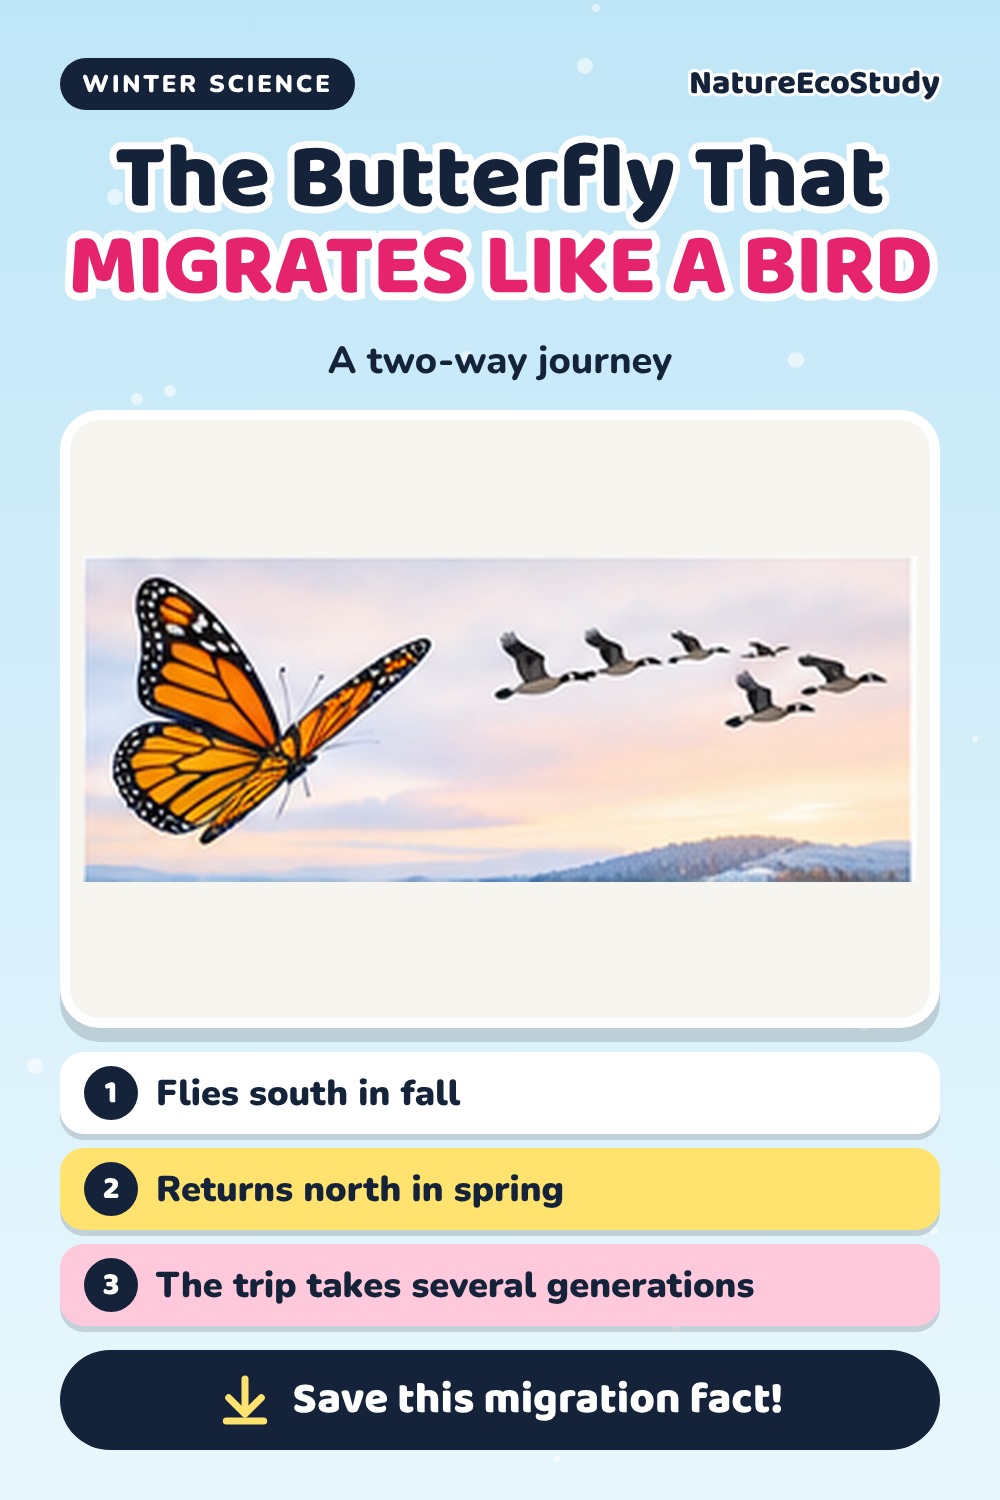 WINTER SCIENCE
NatureEcoStudy
The Butterfly That
MIGRATES LIKE A BIRD
A two-way journey
1 Flies south in fall
2 Returns north in spring
3 The trip takes several generations
Save this migration fact!